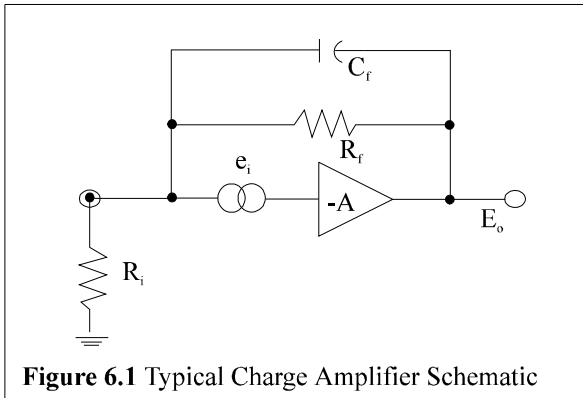 C_f
R_f
e_i
-A
E_o
R_i
Figure 6.1 Typical Charge Amplifier Schematic